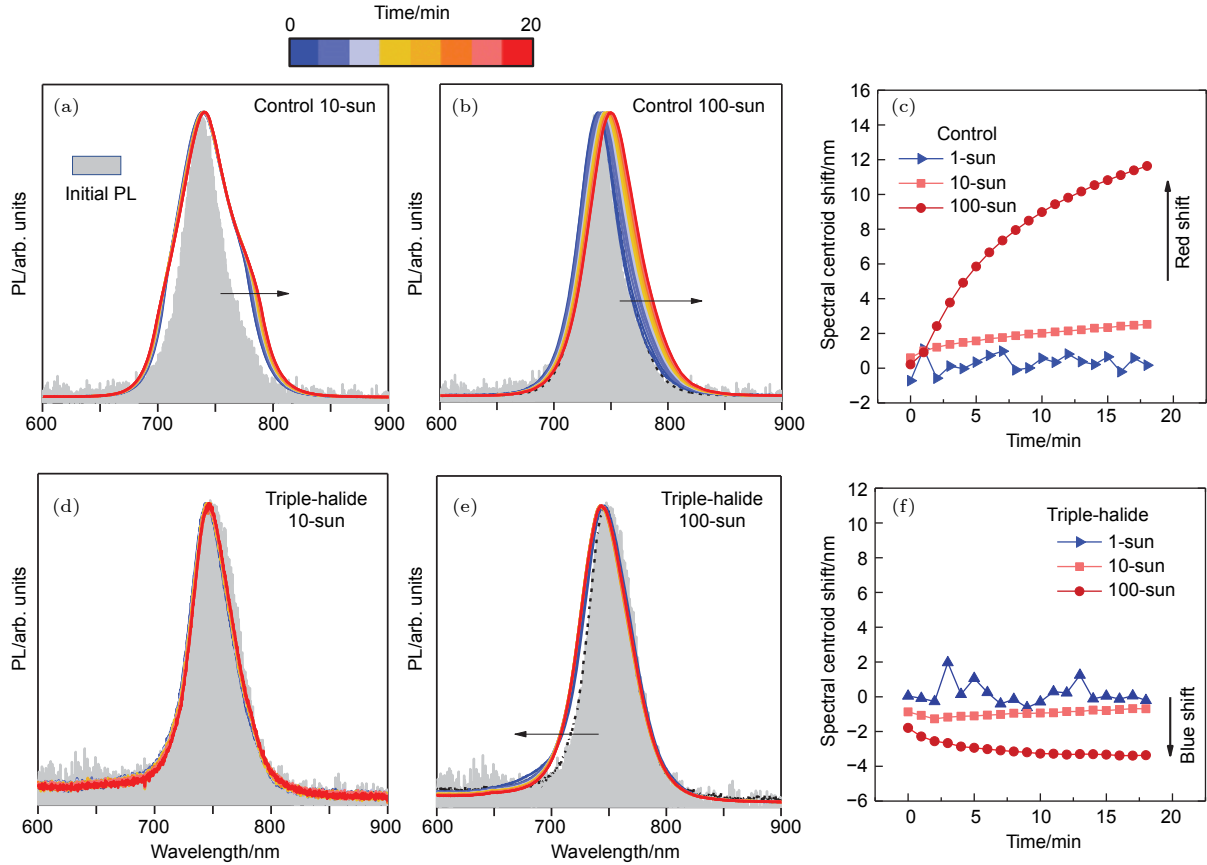 Time/min
0 20
(a) Control 10-sun
Initial PL
PL/arb. units
600 700 800 900
(b) Control 100-sun
PL/arb. units
600 700 800 900
(c)
Control
1-sun
10-sun
100-sun
Red shift
Spectral centroid shift/nm
16
14
12
10
8
6
4
2
0
−2
0 5 10 15 20
Time/min
(d) Triple-halide
10-sun
PL/arb. units
600 700 800 900
Wavelength/nm
(e) Triple-halide
100-sun
PL/arb. units
600 700 800 900
Wavelength/nm
(f)
Triple-halide
1-sun
10-sun
100-sun
Blue shift
Spectral centroid shift/nm
12
10
8
6
4
2
0
−2
−4
−6
0 5 10 15 20
Time/min